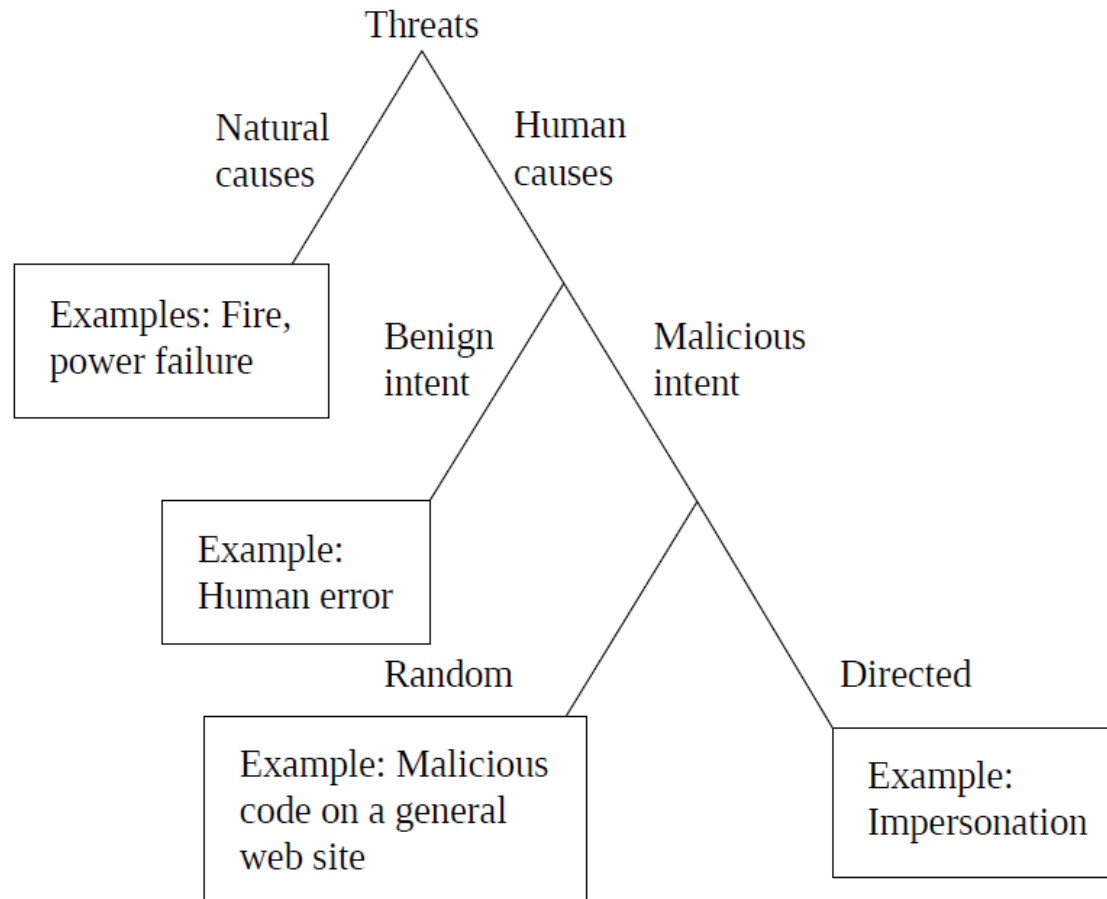 Threats
Natural
causes
Human
causes
Examples: Fire,
power failure
Benign
intent
Malicious
intent
Example:
Human error
Random
Directed
Example: Malicious
code on a general
web site
Example:
Impersonation